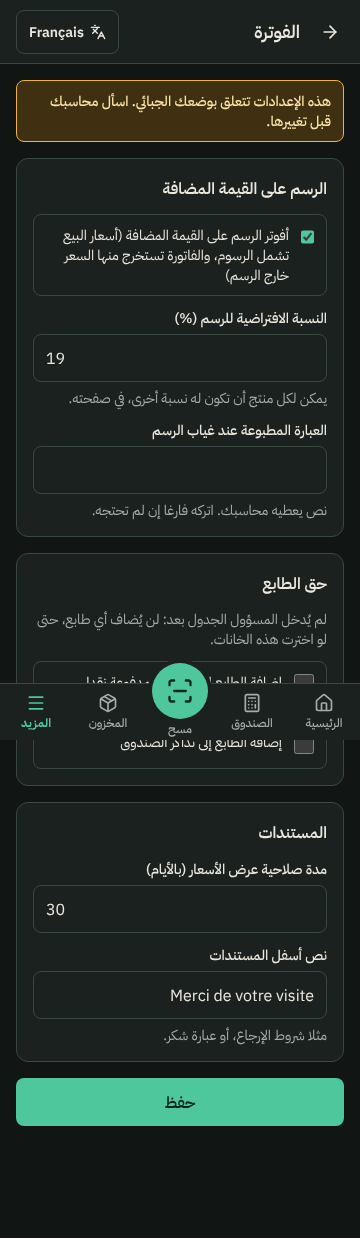 الفوترة
Français
هذه الإعدادات تتعلق بوضعك الجبائي. اسأل محاسبك
قبل تغييرها.
الرسم على القيمة المضافة
أفوتر الرسم على القيمة المضافة (أسعار البيع
تشمل الرسوم، والفاتورة تستخرج منها السعر
خارج الرسم)
النسبة الافتراضية للرسم (%)
19
يمكن لكل منتج أن تكون له نسبة أخرى، في صفحته.
العبارة المطبوعة عند غياب الرسم
نص يعطيه محاسبك. اتركه فارغا إن لم تحتجه.
حق الطابع
لم يُدخل المسؤول الجدول بعد: لن يُضاف أي طابع، حتى
لو اخترت هذه الخانات.
إضافة الطابع مدفوعة نقدا
الرئيسية
الصندوق
مسح
المخزون
المزيد
إضافة الطابع إلى تذاكر الصندوق
المستندات
مدة صلاحية عرض الأسعار (بالأيام)
30
نص أسفل المستندات
Merci de votre visite
مثلا شروط الإرجاع، أو عبارة شكر.
حفظ